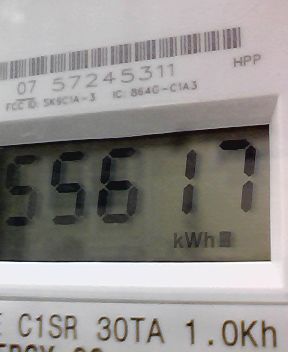 07 57245311
HPP
FCC ID: SK9C1A-3 IC: 864G-C1A3
55617
kWh
C1SR 30TA 1.0Kh